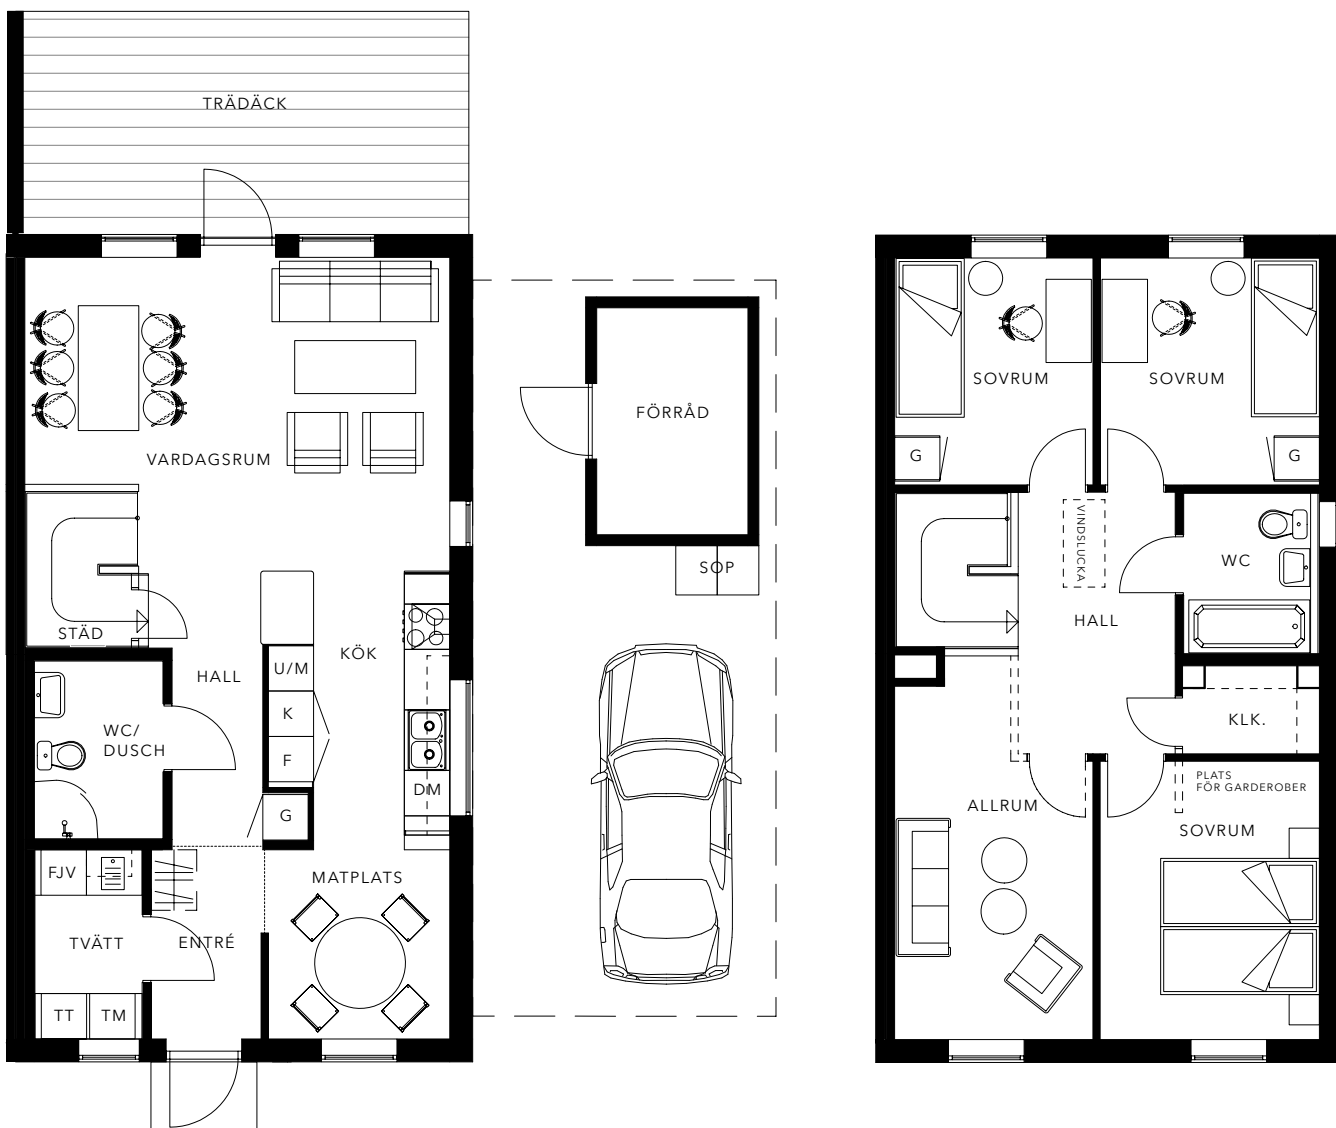 TRÄDÄCK
VARDAGSRUM
STÄD
HALL
KÖK
U/M
K
F
DM
G
WC/
DUSCH
FJV
MATPLATS
TVÄTT
ENTRÉ
TT
TM
FÖRRÅD
SOP
SOVRUM
SOVRUM
G
G
VINDSLUCKA
WC
HALL
KLK.
PLATS
FÖR GARDEROBER
ALLRUM
SOVRUM